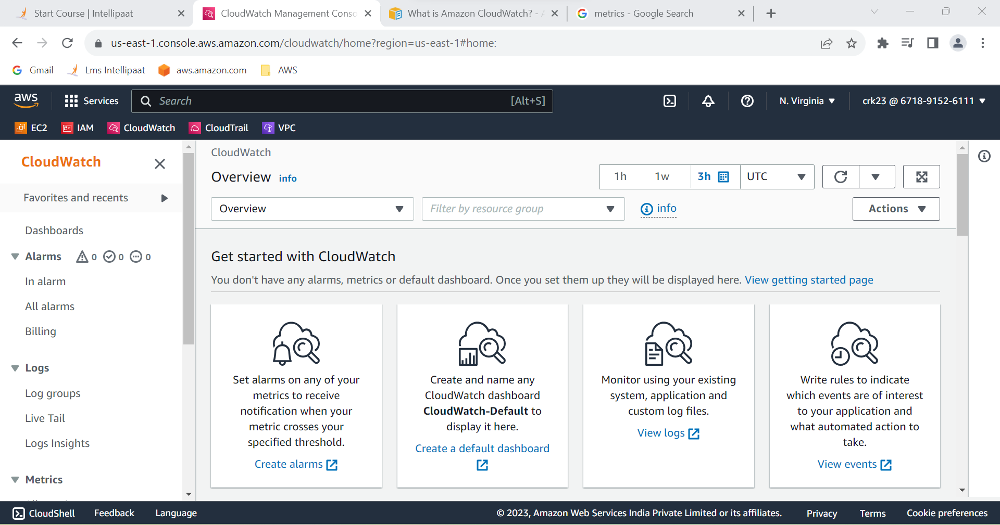 Start Course | Intellipaat
CloudWatch Management Conso
What is Amazon CloudWatch? - A
metrics - Google Search
us-east-1.console.aws.amazon.com/cloudwatch/home?region=us-east-1#home:
Gmail
Lms Intellipaat
aws.amazon.com
AWS
aws
Services
Search
[Alt+S]
N. Virginia
crk23 @ 6718-9152-6111
EC2
IAM
CloudWatch
CloudTrail
VPC
CloudWatch
Favorites and recents
Dashboards
Alarms 0 0 0
In alarm
All alarms
Billing
Logs
Log groups
Live Tail
Logs Insights
Metrics
CloudWatch
Overview info
1h 1w 3h UTC
Overview
Filter by resource group
info
Actions
Get started with CloudWatch
You don't have any alarms, metrics or default dashboard. Once you set them up they will be displayed here. View getting started page
Set alarms on any of your
metrics to receive
notification when your
metric crosses your
specified threshold.
Create alarms
Create and name any
CloudWatch dashboard
CloudWatch-Default to
display it here.
Create a default dashboard
Monitor using your existing
system, application and
custom log files.
View logs
Write rules to indicate
which events are of interest
to your application and
what automated action to
take.
View events
CloudShell
Feedback
Language
© 2023, Amazon Web Services India Private Limited or its affiliates.
Privacy
Terms
Cookie preferences